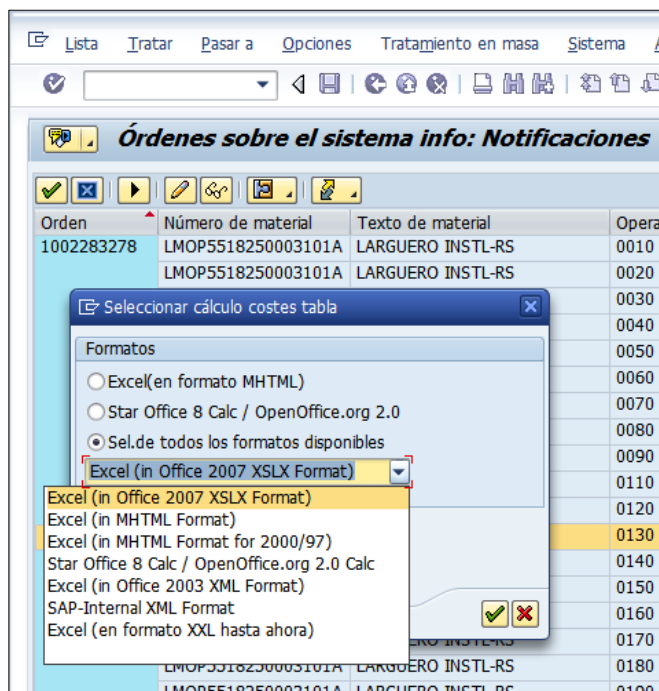 Lista Tratar Pasar a Opciones Tratamiento en masa Sistema
Órdenes sobre el sistema info: Notificaciones
Orden Número de material Texto de material Opera
1002283278 LMOP5518250003101A LARGUERO INSTL-RS 0010
LMOP5518250003101A LARGUERO INSTL-RS 0020
Seleccionar cálculo costes tabla 0030
0040
Formatos 0050
Excel(en formato MHTML) 0060
0070
Star Office 8 Calc / OpenOffice.org 2.0 0080
Sel.de todos los formatos disponibles 0090
Excel (in Office 2007 XSLX Format) 0110
Excel (in Office 2007 XSLX Format) 0120
Excel (in MHTML Format)
Excel (in MHTML Format for 2000/97) 0130
Star Office 8 Calc / OpenOffice.org 2.0 Calc 0140
Excel (in Office 2003 XML Format) 0150
SAP-Internal XML Format 0160
Excel (en formato XXL hasta ahora) 0170
LMOP5518250003101A LARGUERO INSTL-RS 0180
LMOP5518250003101A LARGUERO INSTL-RS 0190